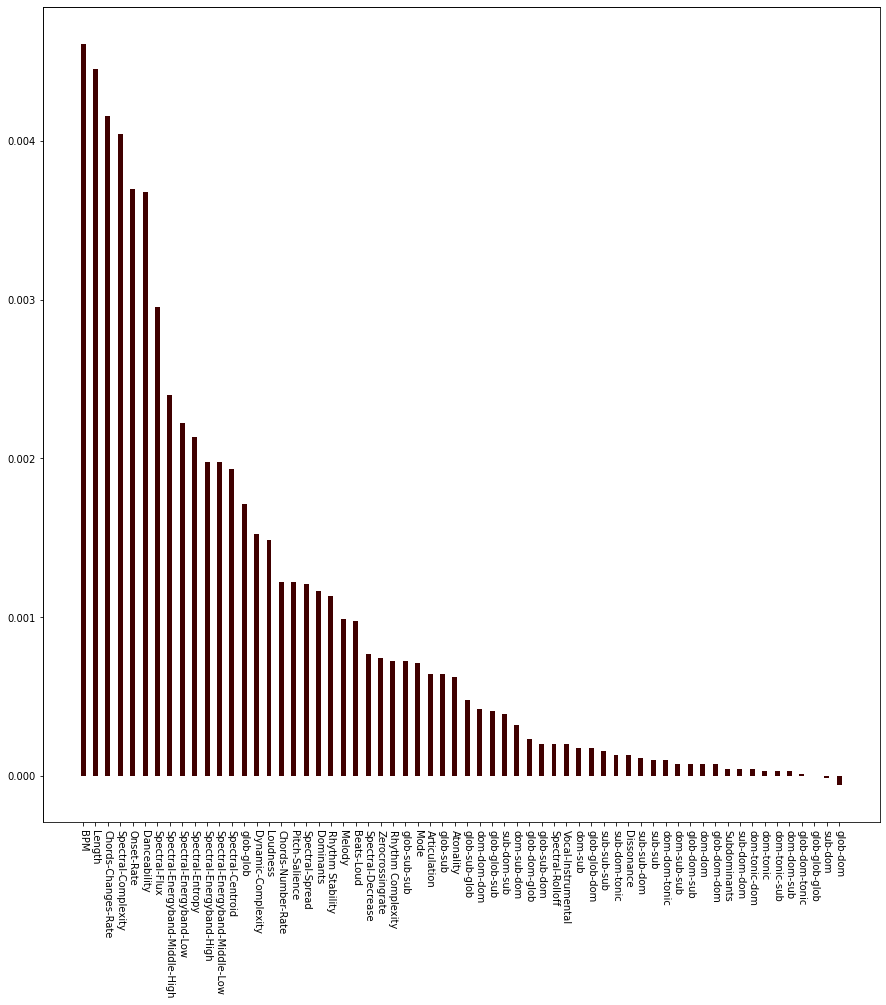 0.004
0.003
0.002
0.001
0.000
BPM
Length
Chords-Changes-Rate
Spectral-Complexity
Onset-Rate
Danceability
Spectral-Flux
Spectral-Energyband-Middle-High
Spectral-Energyband-Low
Spectral-Entropy
Spectral-Energyband-High
Spectral-Energyband-Middle-Low
Spectral-Centroid
glob-glob
Dynamic-Complexity
Loudness
Chords-Number-Rate
Pitch-Salience
Spectral-Spread
Dominants
Rhythm Stability
Melody
Beats-Loud
Spectral-Decrease
Zerocrossingrate
Rhythm Complexity
glob-sub-sub
Mode
Articulation
glob-sub
Atonality
glob-sub-glob
dom-dom-dom
glob-glob-sub
sub-dom-sub
dom-sub-dom
glob-dom-glob
glob-sub-dom
Spectral-Rolloff
Vocal-Instrumental
dom-sub
glob-glob-dom
sub-sub-sub
sub-dom-tonic
Dissonance
sub-sub-dom
sub-sub
dom-dom-tonic
dom-sub-sub
glob-dom-sub
dom-dom
glob-dom-dom
Subdominants
sub-dom-dom
dom-tonic-dom
dom-tonic
dom-tonic-sub
dom-dom-sub
glob-dom-tonic
glob-glob-glob
sub-dom
glob-dom